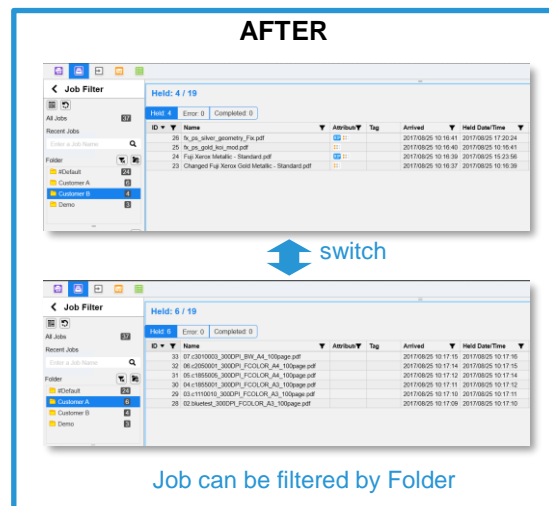 AFTER
Job Filter
All Jobs 37
Recent Jobs
Enter a Job Name
Folder
#Default 24
Customer A 6
Customer B 4
Demo 3
Held: 4 / 19
Held: 4 Error: 0 Completed: 0
ID Name Attribut Tag Arrived Held Date/Time
26 fx_ps_silver_geometry_Fix.pdf 2017/08/25 10:16:41 2017/08/25 17:20:24
25 fx_ps_gold_koi_mod.pdf 2017/08/25 10:16:40 2017/08/25 10:16:41
24 Fuji Xerox Metallic - Standard.pdf 2017/08/25 10:16:39 2017/08/25 15:23:56
23 Changed Fuji Xerox Gold Metallic - Standard.pdf 2017/08/25 10:16:37 2017/08/25 10:16:39
switch
Job Filter
All Jobs 37
Recent Jobs
Enter a Job Name
Folder
#Default 24
Customer A 6
Customer B 4
Demo 3
Held: 6 / 19
Held: 6 Error: 0 Completed: 0
ID Name Attribut Tag Arrived Held Date/Time
33 07.c3010003_300DPI_BW_A4_100page.pdf 2017/08/25 10:17:15 2017/08/25 10:17:16
32 06.c2050001_300DPI_FCOLOR_A4_100page.pdf 2017/08/25 10:17:14 2017/08/25 10:17:15
31 05.c1855005_300DPI_FCOLOR_A4_100page.pdf 2017/08/25 10:17:12 2017/08/25 10:17:14
30 04.c1855001_300DPI_FCOLOR_A3_100page.pdf 2017/08/25 10:17:11 2017/08/25 10:17:12
29 03.c1110010_300DPI_FCOLOR_A3_100page.pdf 2017/08/25 10:17:10 2017/08/25 10:17:11
28 02.bluetest_300DPI_FCOLOR_A3_100page.pdf 2017/08/25 10:17:09 2017/08/25 10:17:10
Job can be filtered by Folder